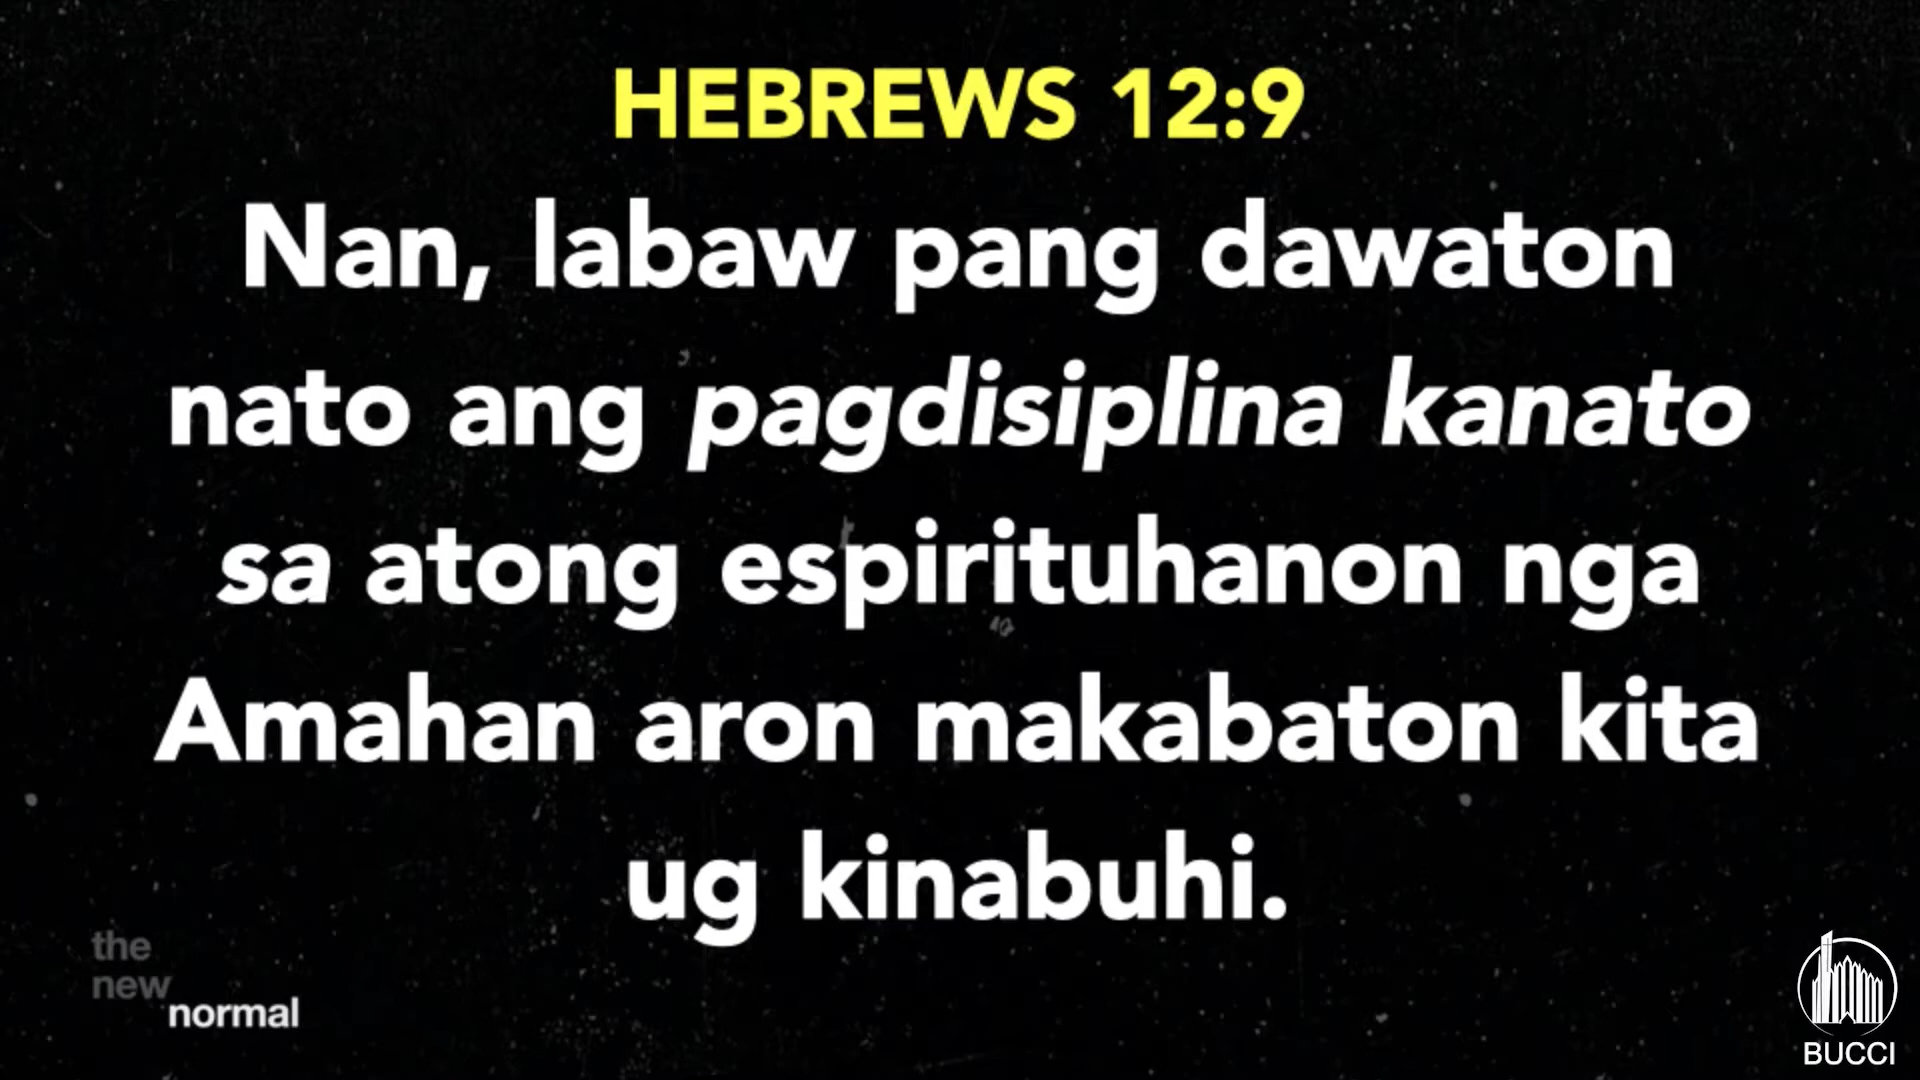 HEBREWS 12:9
Nan, labaw pang dawaton
nato ang pagdisiplina kanato
sa atong espirituhanon nga
Amahan aron makabaton kita
ug kinabuhi.
the
new
normal
BUCCI